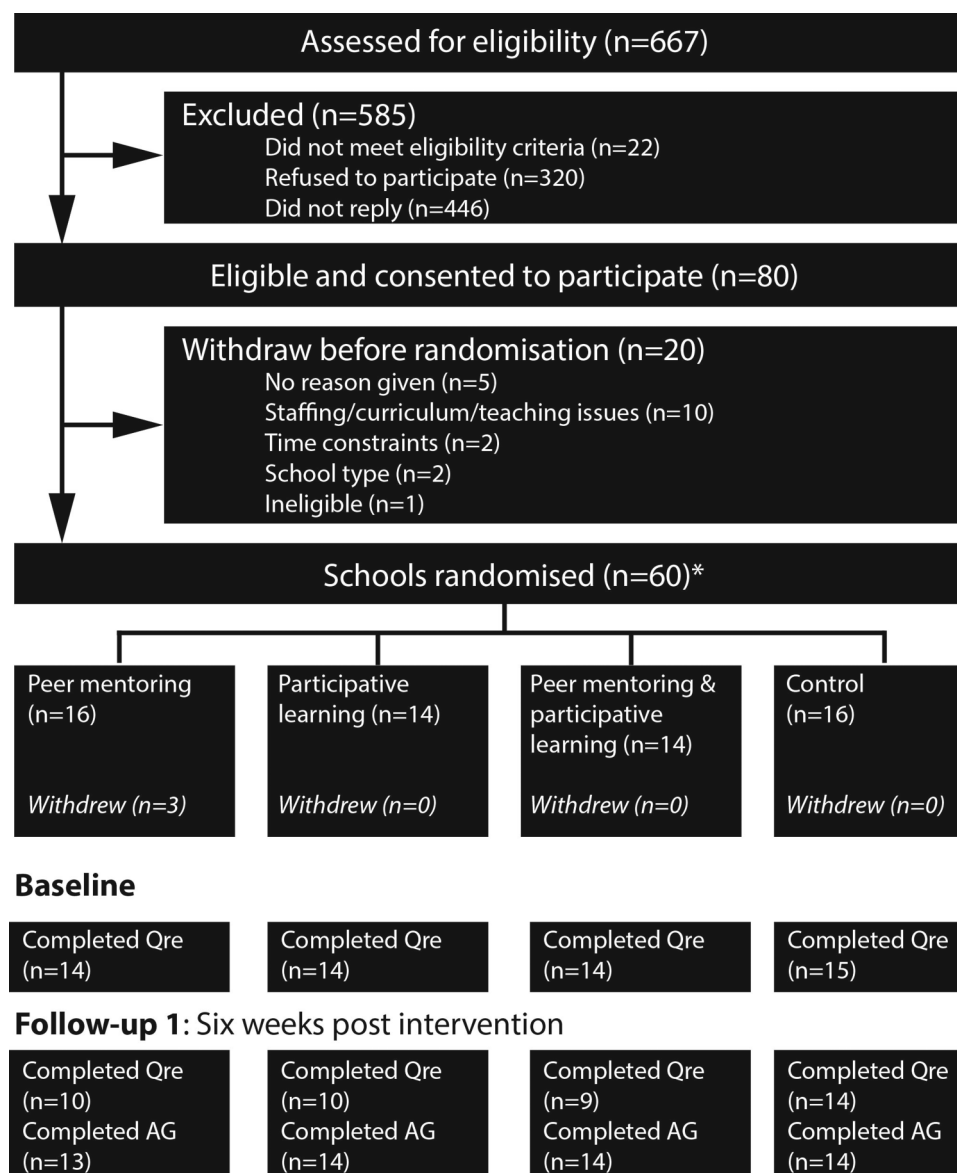 Assessed for eligibility (n=667)
Excluded (n=585)
Did not meet eligibility criteria (n=22)
Refused to participate (n=320)
Did not reply (n=446)
Eligible and consented to participate (n=80)
Withdraw before randomisation (n=20)
No reason given (n=5)
Staffing/curriculum/teaching issues (n=10)
Time constraints (n=2)
School type (n=2)
Ineligible (n=1)
Schools randomised (n=60)*
Peer mentoring
(n=16)
Withdrew (n=3)
Participative
learning (n=14)
Withdrew (n=0)
Peer mentoring &
participative
learning (n=14)
Withdrew (n=0)
Control
(n=16)
Withdrew (n=0)
Baseline
Completed Qre
(n=14)
Completed Qre
(n=14)
Completed Qre
(n=14)
Completed Qre
(n=15)
Follow-up 1: Six weeks post intervention
Completed Qre
(n=10)
Completed AG
(n=13)
Completed Qre
(n=10)
Completed AG
(n=14)
Completed Qre
(n=9)
Completed AG
(n=14)
Completed Qre
(n=14)
Completed AG
(n=14)